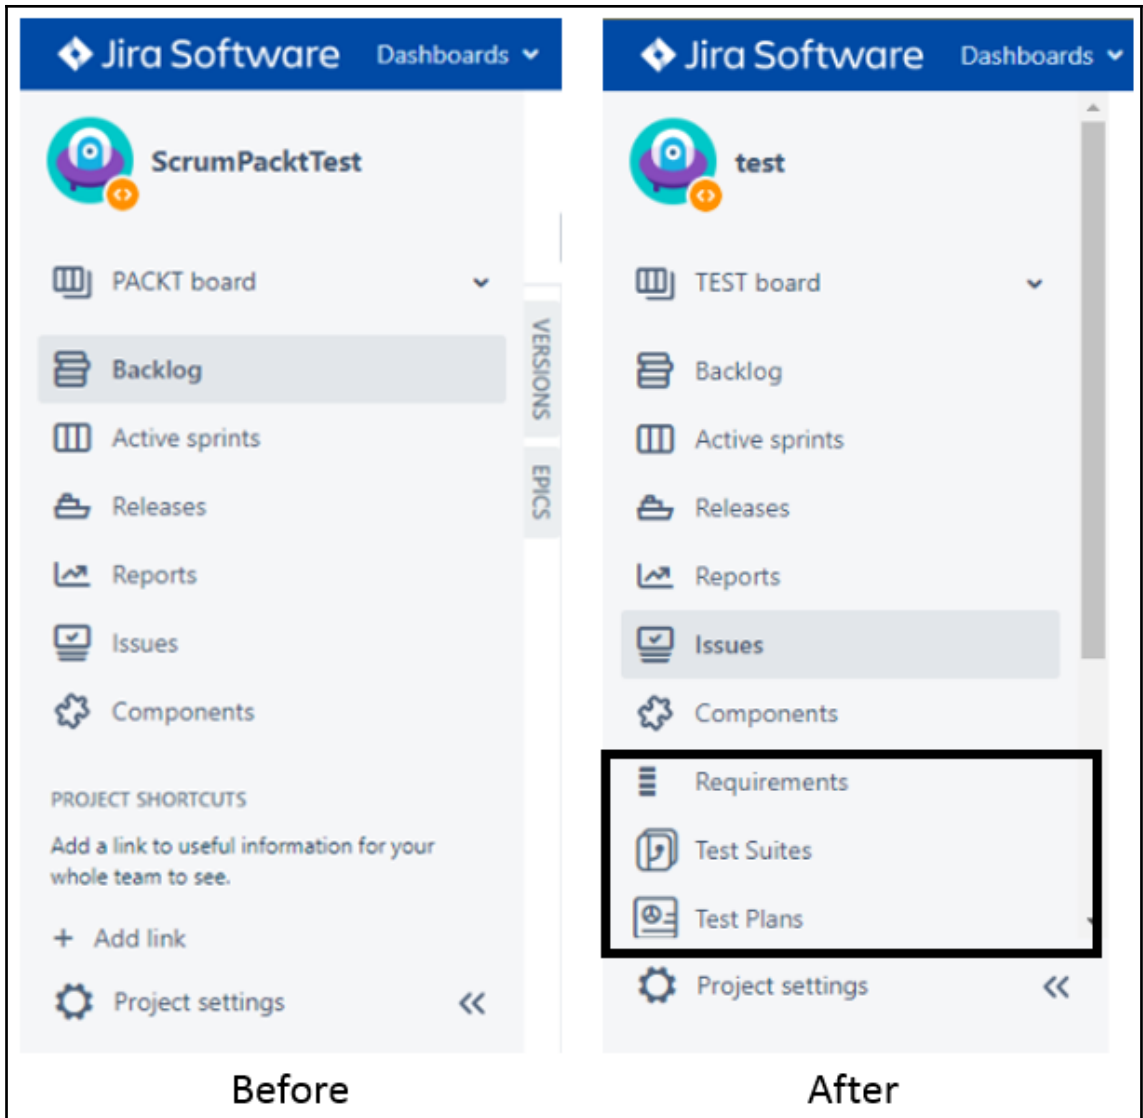 Jira Software Dashboards
ScrumPacktTest
PACKT board
Backlog
Active sprints
Releases
Reports
Issues
Components
PROJECT SHORTCUTS
Add a link to useful information for your
whole team to see.
+ Add link
Project settings
VERSIONS
EPICS
Before
Jira Software Dashboards
test
TEST board
Backlog
Active sprints
Releases
Reports
Issues
Components
Requirements
Test Suites
Test Plans
Project settings
After